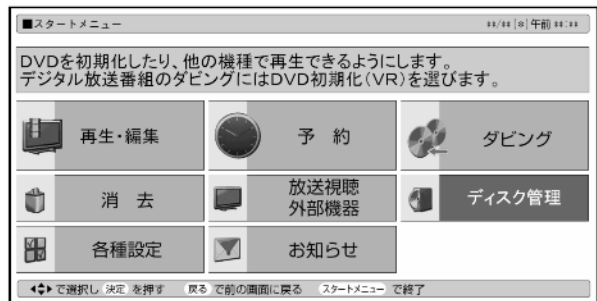 ■スタートメニュー ※※/※※[※]午前 ※※:※※
DVDを初期化したり、他の機種で再生できるようにします。
デジタル放送番組のダビングにはDVD初期化(VR)を選びます。
再生・編集 予 約 ダビング
消 去 放送視聴 外部機器 ディスク管理
各種設定 お知らせ
で選択し 決定 を押す 戻る で前の画面に戻る スタートメニュー で終了